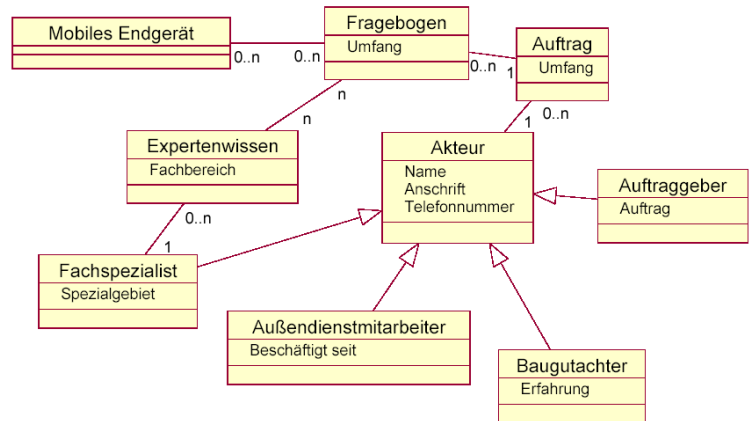 Mobiles Endgerät
0..n
0..n
Fragebogen
Umfang
0..n
1
Auftrag
Umfang
0..n
1
n
n
Expertenwissen
Fachbereich
0..n
1
Akteur
Name
Anschrift
Telefonnummer
Auftraggeber
Auftrag
Fachspezialist
Spezialgebiet
Außendienstmitarbeiter
Beschäftigt seit
Baugutachter
Erfahrung